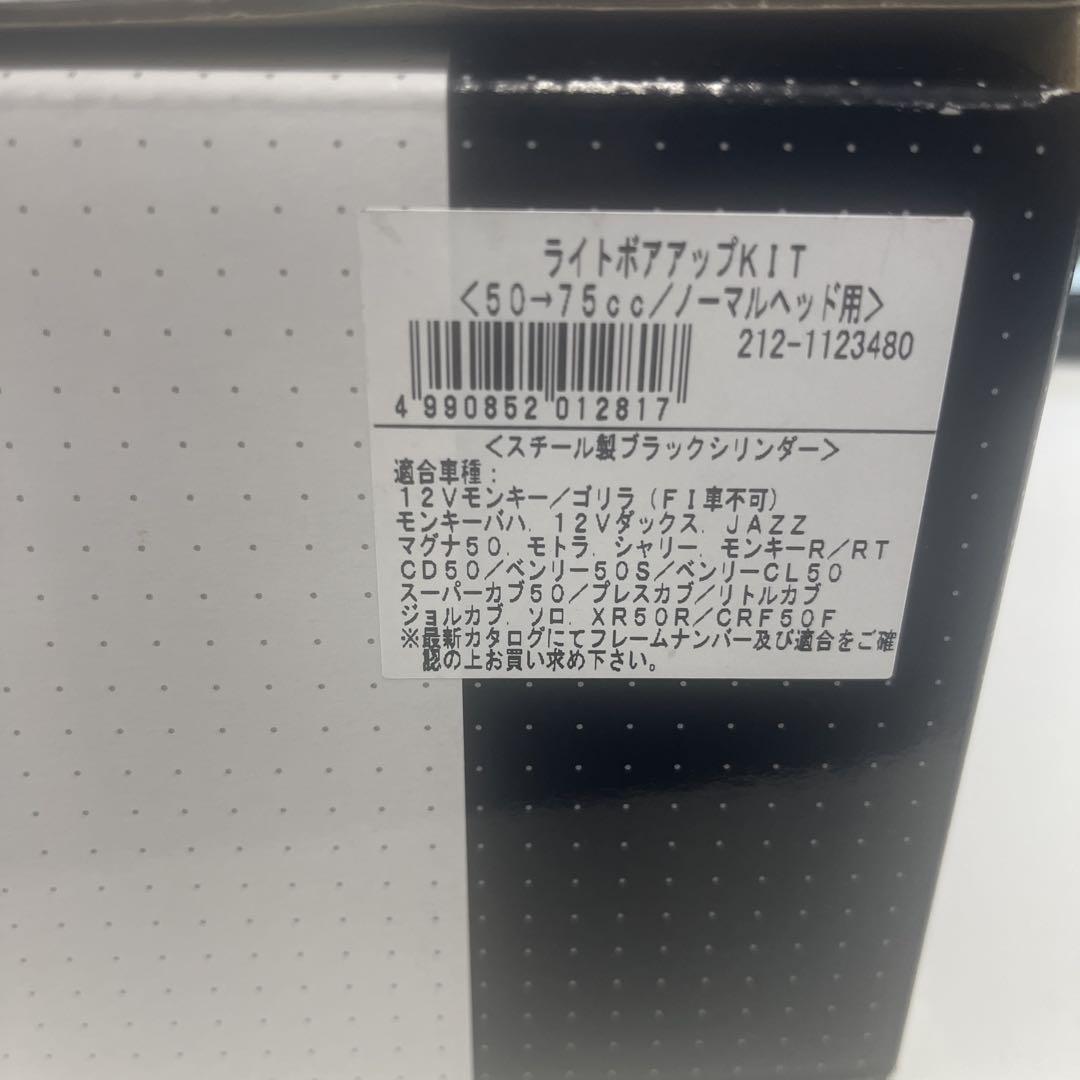 ライトボアアップKIT
<50→75cc/ノーマルヘッド用>
212-1123480
4 990852 012817
<スチール製ブラックシリンダー>
適合車種：
12Vモンキー/ゴリラ(FI車不可)
モンキーバハ, 12Vダックス, JAZZ
マグナ50, モトラ, シャリー, モンキーR/RT
CD50/ベンリー50S/ベンリーCL50
スーパーカブ50/プレスカブ/リトルカブ
ジョルカブ, ソロ, XR50R/CRF50F
※最新カタログにてフレームナンバー及び適合をご確
認の上お買い求め下さい。